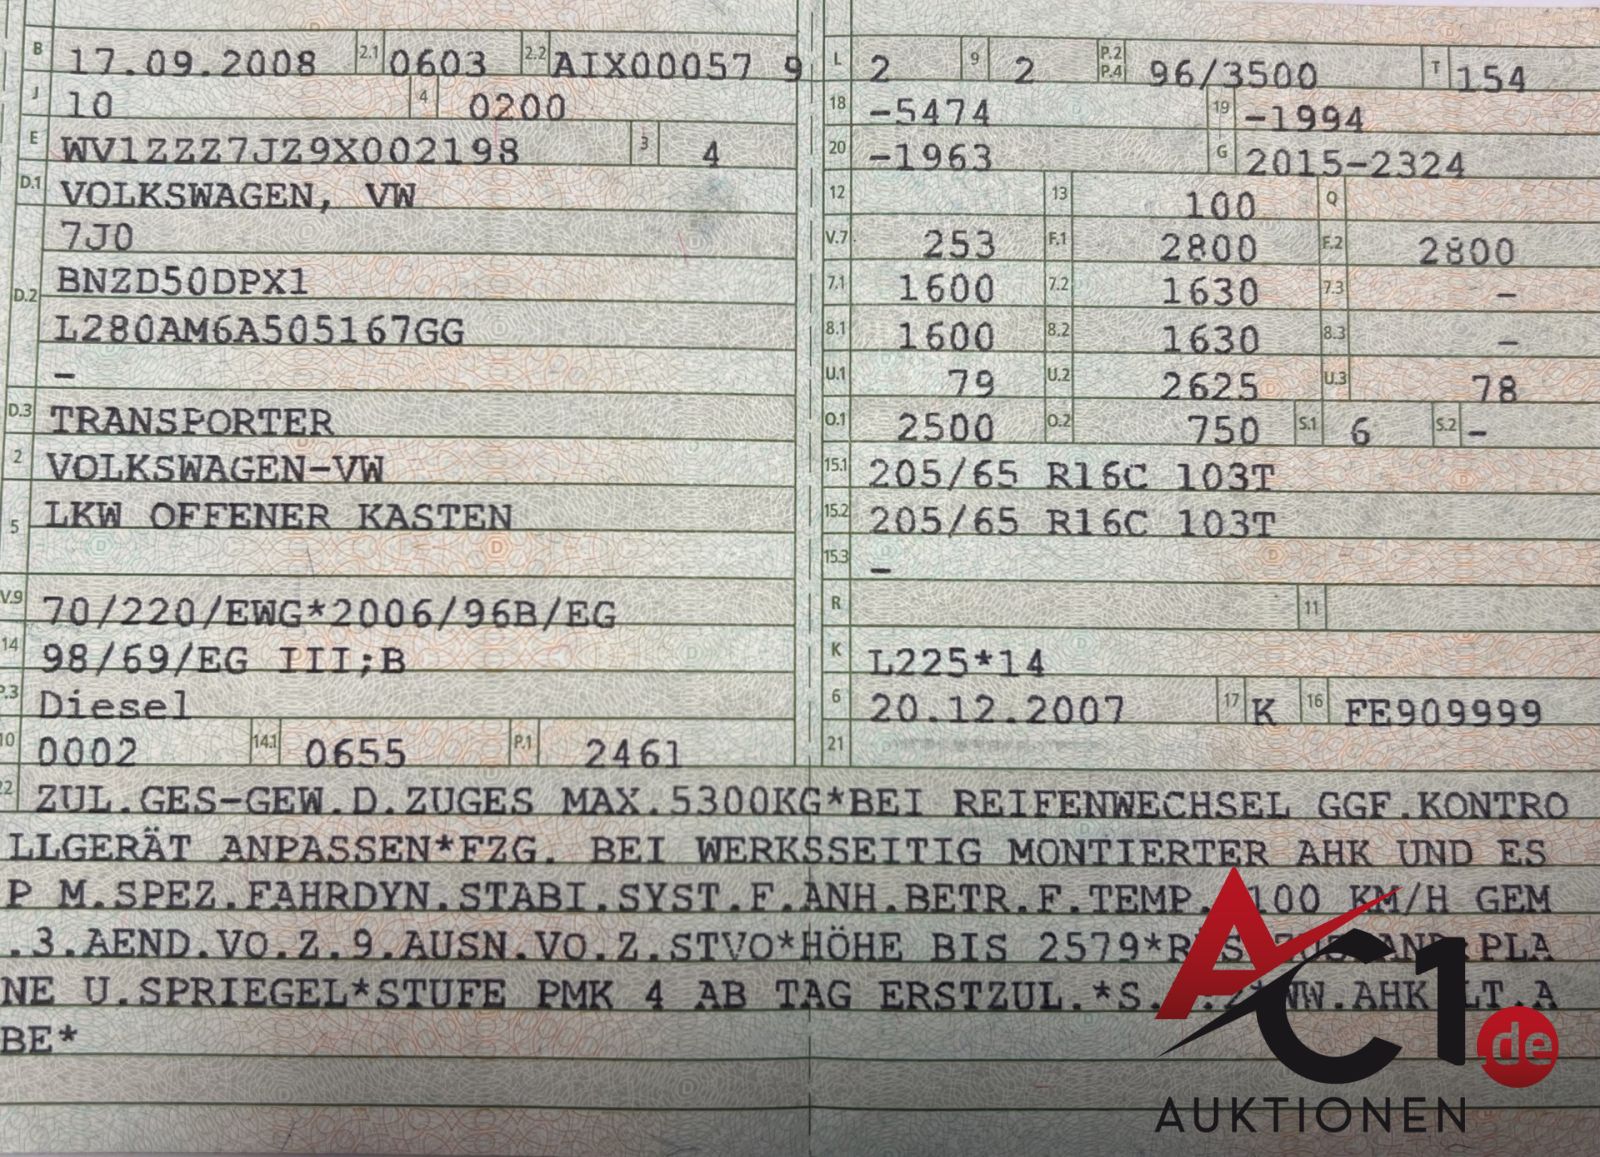 B 17.09.2008 2.1 0603 2.2 AIX00057 9
J 10 4 0200
E WV1ZZZ7JZ9X002198 3 4
D.1 VOLKSWAGEN, VW
7J0
D.2 BNZD50DPX1
L280AM6A505167GG
–
D.3 TRANSPORTER
2 VOLKSWAGEN-VW
5 LKW OFFENER KASTEN
V.9 70/220/EWG*2006/96B/EG
14 98/69/EG III;B
P.3 Diesel
10 0002 14.1 0655 P.1 2461
L 2 9 2 P.2 P.4 96/3500 T 154
18 -5474 19 -1994
20 -1963 G 2015-2324
12 13 100 Q
V.7 253 F.1 2800 F.2 2800
7.1 1600 7.2 1630 7.3 –
8.1 1600 8.2 1630 8.3 –
U.1 79 U.2 2625 U.3 78
O.1 2500 O.2 750 S.1 6 S.2 –
15.1 205/65 R16C 103T
15.2 205/65 R16C 103T
15.3 –
R 11
K L225*14
6 20.12.2007 17 K 16 FE909999
21
22 ZUL.GES-GEW.D.ZUGES MAX.5300KG*BEI REIFENWECHSEL GGF.KONTRO
LLGERÄT ANPASSEN*FZG. BEI WERKSSEITIG MONTIERTER AHK UND ES
P M.SPEZ.FAHRDYN.STABI.SYST.F.ANH.BETR.F.TEMP. 100 KM/H GEM
.3.AEND.VO.Z.9.AUSN.VO.Z.STVO*HÖHE BIS 2579* PLA
NE U.SPRIEGEL*STUFE PMK 4 AB TAG ERSTZUL.*S. WW.AHK LT.A
BE*
AC1.de
AUKTIONEN